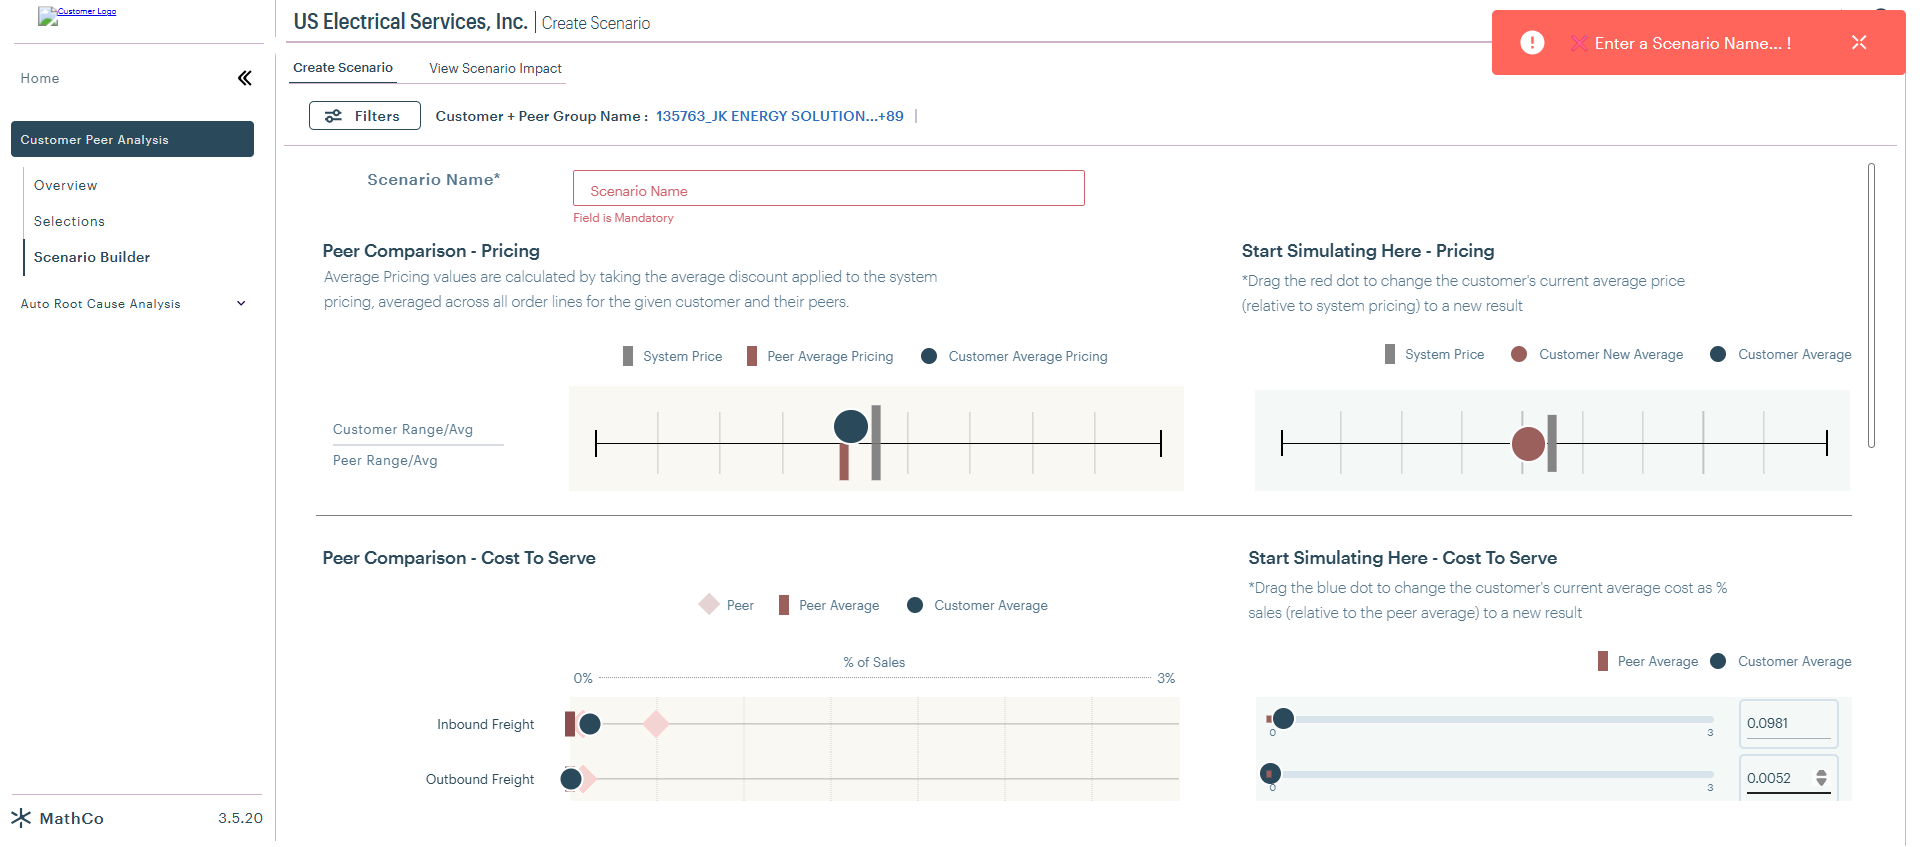 Customer Logo
US Electrical Services, Inc. | Create Scenario
Enter a Scenario Name... !
Home
Create Scenario
View Scenario Impact
Filters
Customer + Peer Group Name : 135763_JK ENERGY SOLUTION...+89
Customer Peer Analysis
Overview
Selections
Scenario Builder
Auto Root Cause Analysis
Scenario Name*
Scenario Name
Field is Mandatory
Peer Comparison - Pricing
Average Pricing values are calculated by taking the average discount applied to the system
pricing, averaged across all order lines for the given customer and their peers.
System Price
Peer Average Pricing
Customer Average Pricing
Customer Range/Avg
Peer Range/Avg
Start Simulating Here - Pricing
*Drag the red dot to change the customer's current average price
(relative to system pricing) to a new result
System Price
Customer New Average
Customer Average
Peer Comparison - Cost To Serve
Peer
Peer Average
Customer Average
% of Sales
0%
3%
Inbound Freight
Outbound Freight
Start Simulating Here - Cost To Serve
*Drag the blue dot to change the customer's current average cost as %
sales (relative to the peer average) to a new result
Peer Average
Customer Average
0
3
0.0981
0
3
0.0052
MathCo
3.5.20